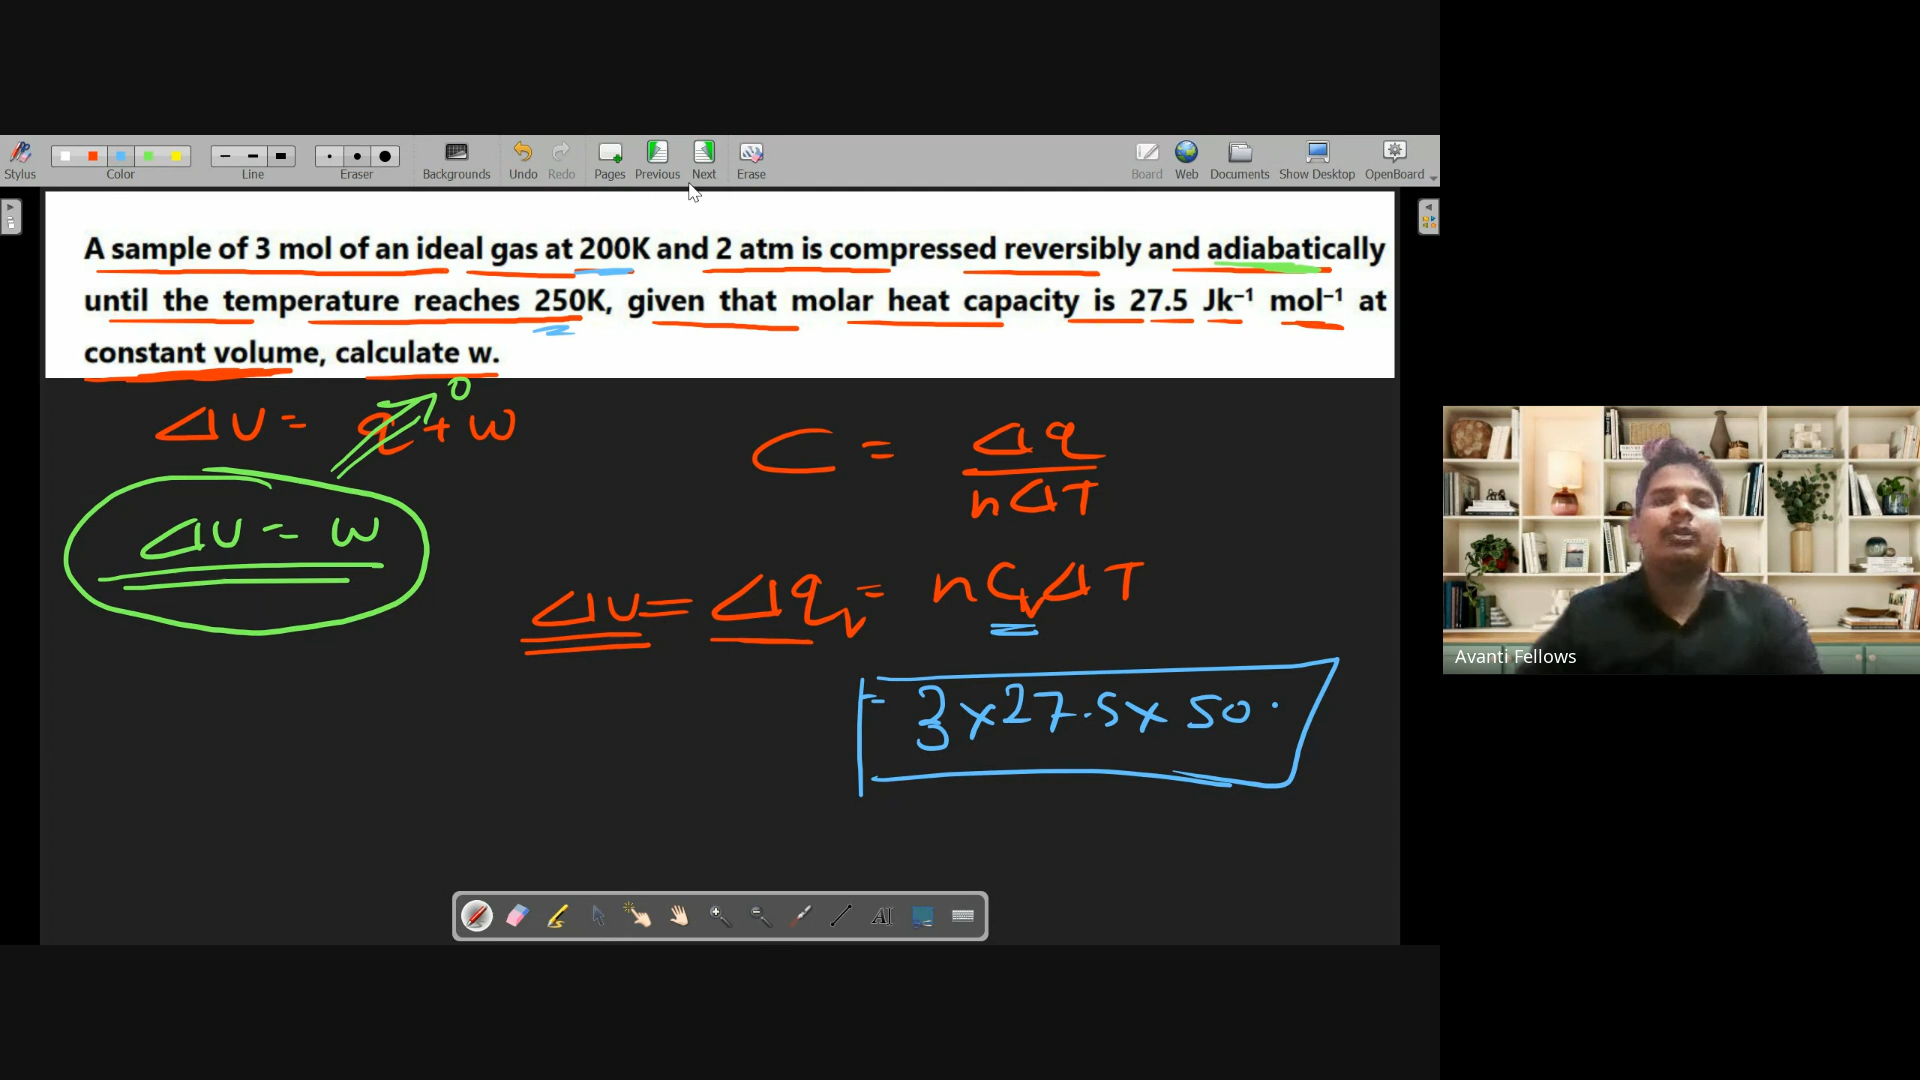 Stylus Color Line Eraser Backgrounds Undo Redo Pages Previous Next Erase Board Web Documents Show Desktop OpenBoard
A sample of 3 mol of an ideal gas at 200K and 2 atm is compressed reversibly and adiabatically
until the temperature reaches 250K, given that molar heat capacity is 27.5 Jk⁻¹ mol⁻¹ at
constant volume, calculate w.
ΔU = q + w
0
C = Δq / nΔT
ΔU = w
ΔU = Δqv = nCvΔT
= 3 x 27.5 x 50
Avanti Fellows